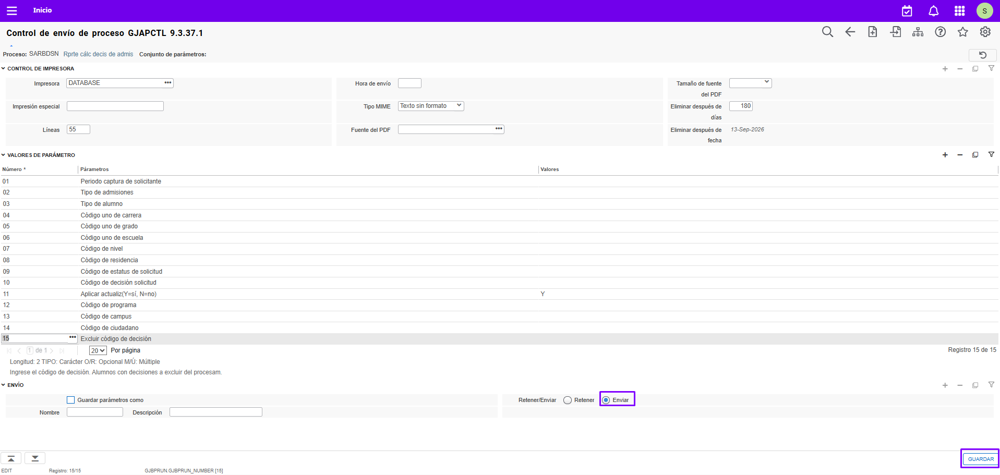 Inicio
S
Control de envío de proceso GJAPCTL 9.3.37.1
Proceso: SARBDSN Rprte cálc decis de admis Conjunto de parámetros:
CONTROL DE IMPRESORA
Impresora DATABASE Hora de envío Tamaño de fuente del PDF
Impresión especial Tipo MIME Texto sin formato Eliminar después de días 180
Líneas 55 Fuente del PDF Eliminar después de fecha 13-Sep-2026
VALORES DE PARÁMETRO
Número * Párametros Valores
01 Periodo captura de solicitante
02 Tipo de admisiones
03 Tipo de alumno
04 Código uno de carrera
05 Código uno de grado
06 Código uno de escuela
07 Código de nivel
08 Código de residencia
09 Código de estatus de solicitud
10 Código de decisión solicitud
11 Aplicar actualiz(Y=sí, N=no) Y
12 Código de programa
13 Código de campus
14 Código de ciudadano
15 Excluir código de decisión
1 de 1 20 Por página Registro 15 de 15
Longitud: 2 TIPO: Carácter O/R: Opcional M/Ú: Múltiple
Ingrese el código de decisión. Alumnos con decisiones a excluir del procesam.
ENVÍO
Guardar parámetros como Retener/Enviar Retener Enviar
Nombre Descripción
GUARDAR
EDIT Registro: 15/15 GJBPRUN.GJBPRUN_NUMBER [15]